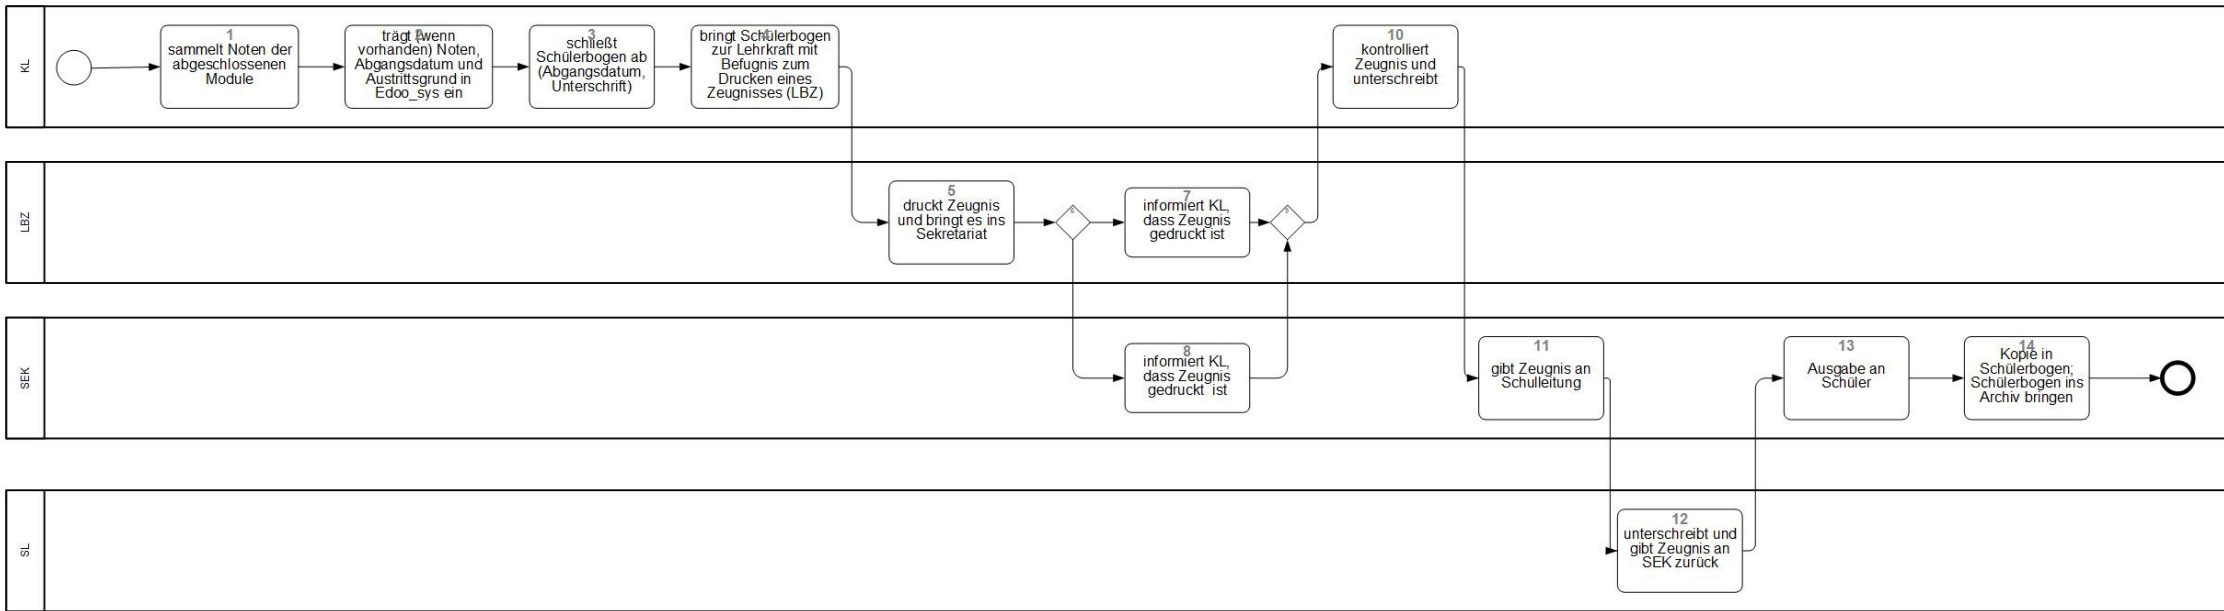 KL
1
sammelt Noten der
abgeschlossenen
Module
2
trägt (wenn
vorhanden) Noten,
Abgangsdatum und
Austrittsgrund in
Edoo_sys ein
3
schließt
Schülerbogen ab
(Abgangsdatum,
Unterschrift)
4
bringt Schülerbogen
zur Lehrkraft mit
Befugnis zum
Drucken eines
Zeugnisses (LBZ)
10
kontrolliert
Zeugnis und
unterschreibt
LBZ
5
druckt Zeugnis
und bringt es ins
Sekretariat
7
informiert KL,
dass Zeugnis
gedruckt ist
SEK
8
informiert KL,
dass Zeugnis
gedruckt ist
11
gibt Zeugnis an
Schulleitung
13
Ausgabe an
Schüler
14
Kopie in
Schülerbogen;
Schülerbogen ins
Archiv bringen
SL
12
unterschreibt und
gibt Zeugnis an
SEK zurück